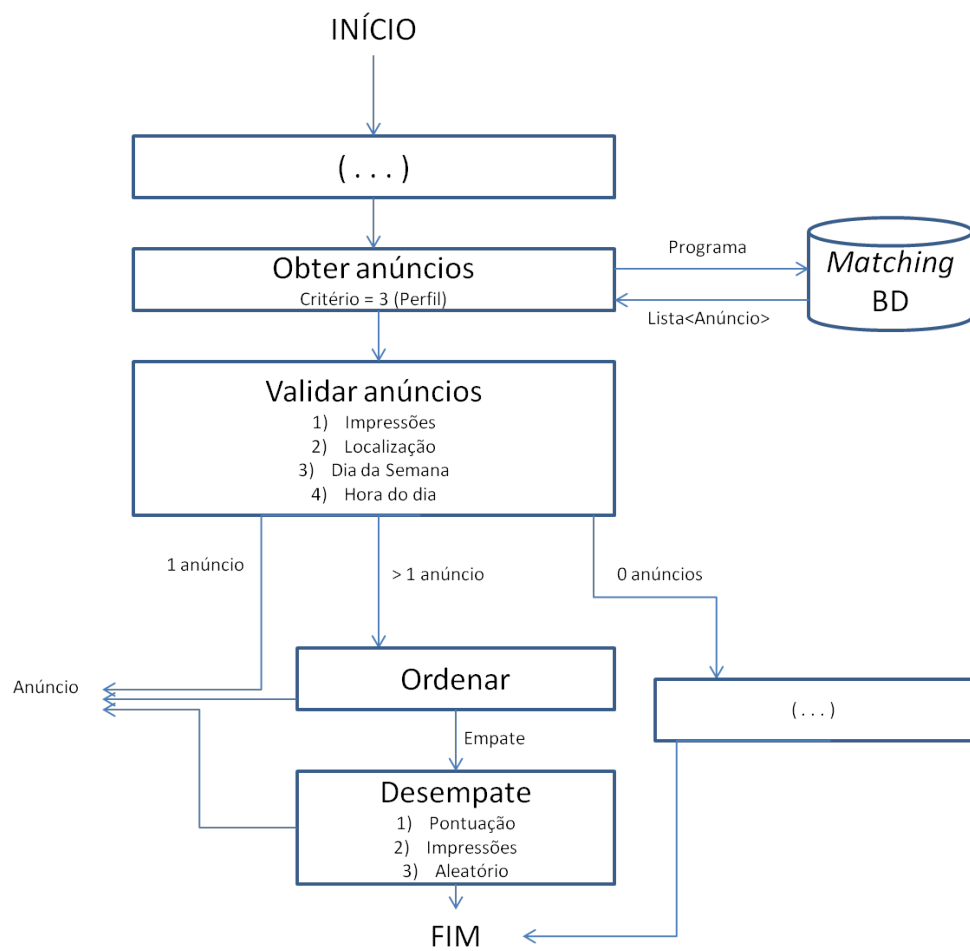 INÍCIO
( . . . )
Obter anúncios
Critério = 3 (Perfil)
Programa
Lista<Anúncio>
Matching
BD
Validar anúncios
1) Impressões
2) Localização
3) Dia da Semana
4) Hora do dia
1 anúncio
> 1 anúncio
0 anúncios
Ordenar
Anúncio
( . . . )
Empate
Desempate
1) Pontuação
2) Impressões
3) Aleatório
FIM